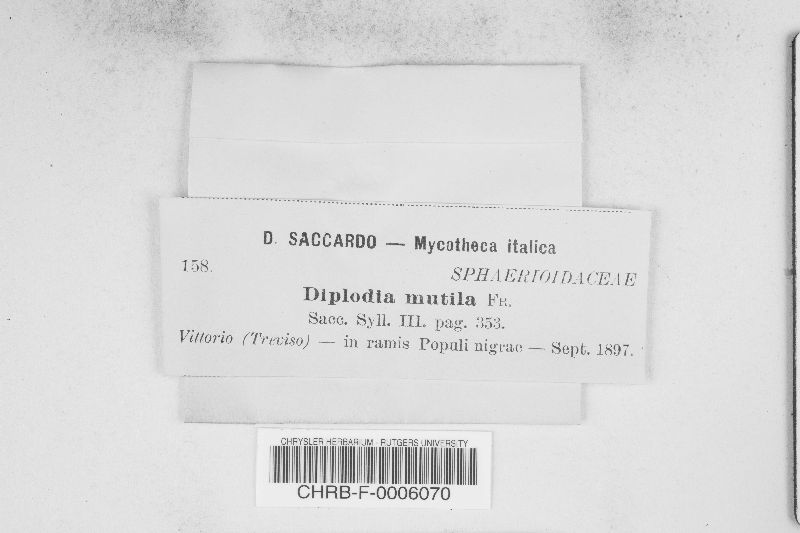 D. SACCARDO — Mycotheca italica
158.
SPHAERIOIDACEAE
Diplodia mutila Fr.
Sacc. Syll. III. pag. 353.
Vittorio (Treviso) — in ramis Populi nigrae — Sept. 1897.
CHRYSLER HERBARIUM - RUTGERS UNIVERSITY
CHRB-F-0006070